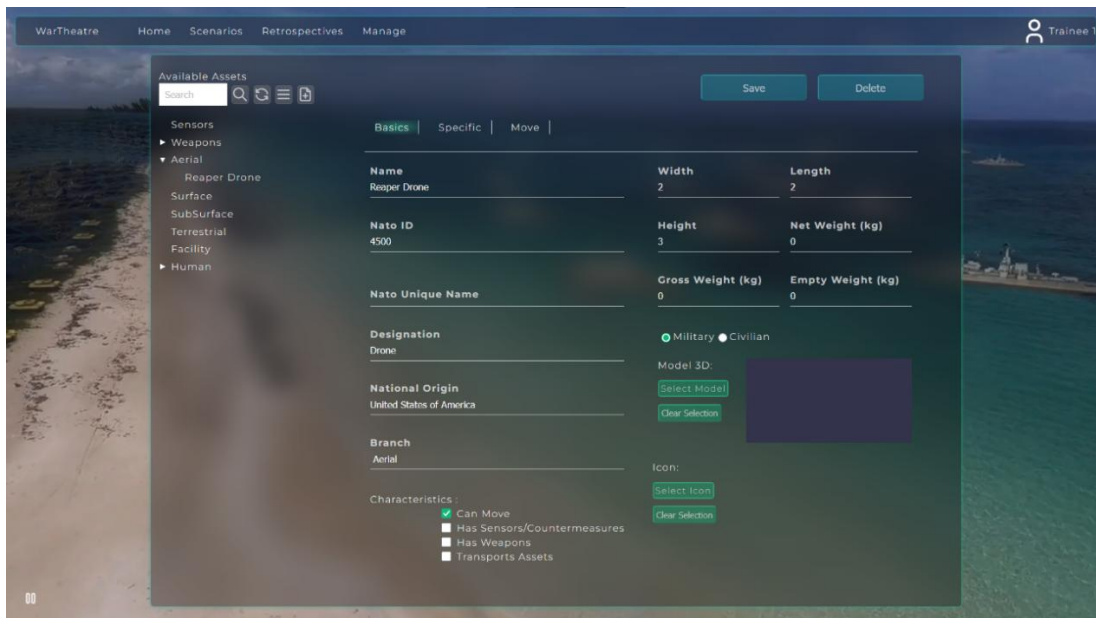 WarTheatre Home Scenarios Retrospectives Manage Trainee 1
Available Assets
Search
Save Delete
Sensors
Weapons
Aerial
Reaper Drone
Surface
SubSurface
Terrestrial
Facility
Human
Basics Specific Move
Name
Reaper Drone
Nato ID
4500
Nato Unique Name
Designation
Drone
National Origin
United States of America
Branch
Aerial
Characteristics :
Can Move
Has Sensors/Countermeasures
Has Weapons
Transports Assets
Width Length
2 2
Height Net Weight (kg)
3 0
Gross Weight (kg) Empty Weight (kg)
0 0
Military Civilian
Model 3D:
Select Model
Clear Selection
Icon:
Select Icon
Clear Selection